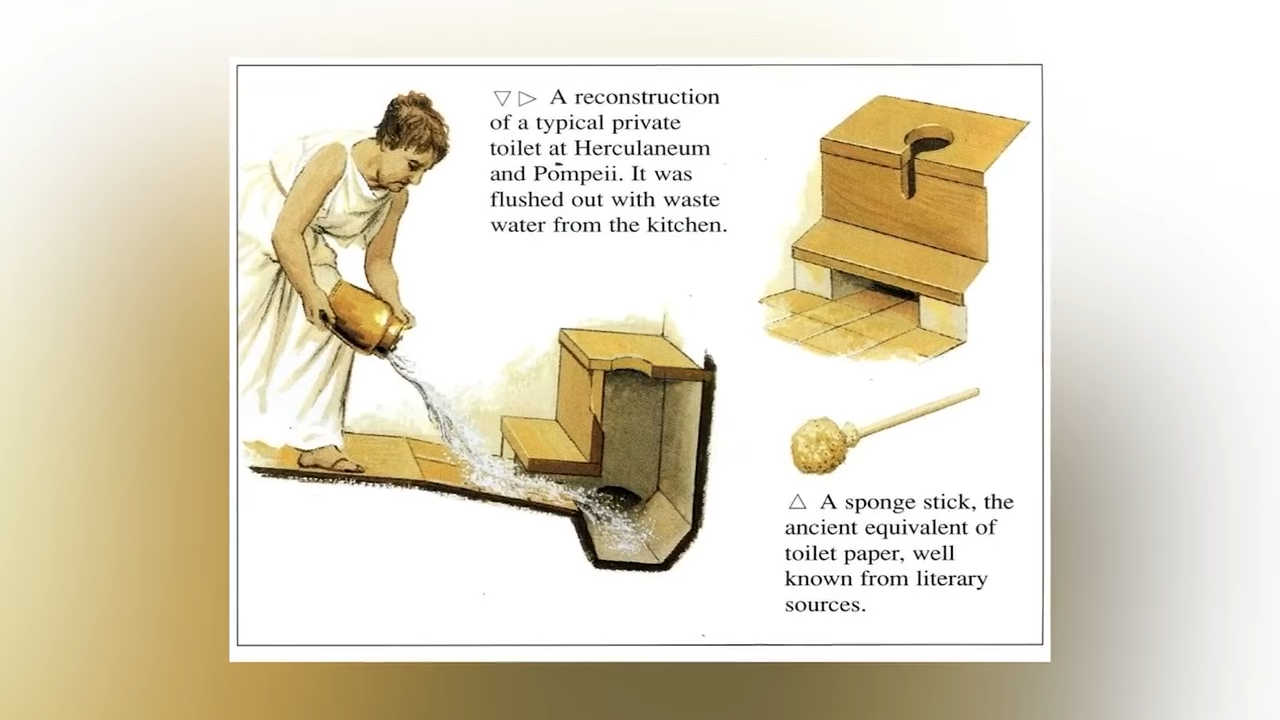 ▽ ▷ A reconstruction
of a typical private
toilet at Herculaneum
and Pompeii. It was
flushed out with waste
water from the kitchen.
△ A sponge stick, the
ancient equivalent of
toilet paper, well
known from literary
sources.